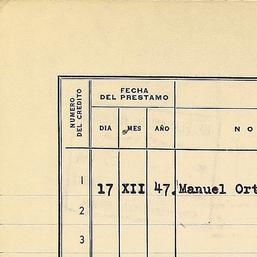 NUMERO DEL CREDITO
FECHA
DEL PRESTAMO
DIA MES AÑO
N O
1 17 XII 47. Manuel Ort
2
3